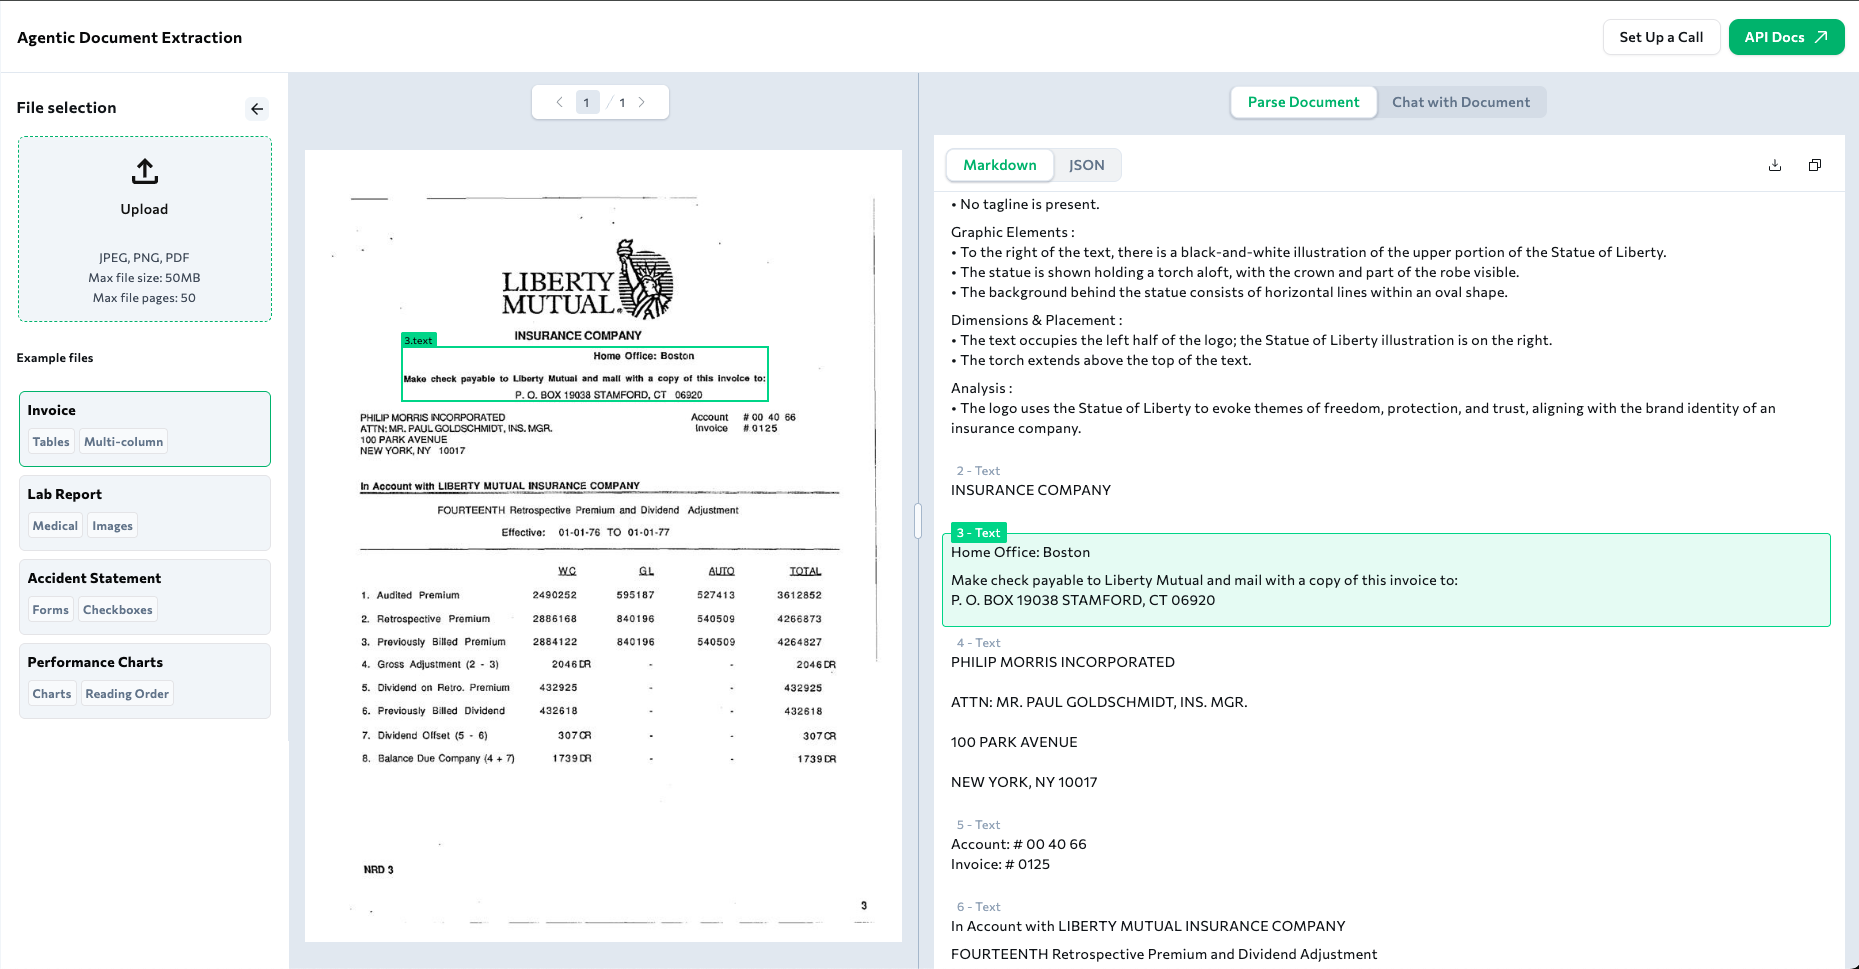 Agentic Document Extraction
Set Up a Call
API Docs
File selection
Upload
JPEG, PNG, PDF
Max file size: 50MB
Max file pages: 50
Example files
Invoice
Tables
Multi-column
Lab Report
Medical
Images
Accident Statement
Forms
Checkboxes
Performance Charts
Charts
Reading Order
1 / 1
LIBERTY
MUTUAL
INSURANCE COMPANY
3.text
Home Office: Boston
Make check payable to Liberty Mutual and mail with a copy of this invoice to:
P. O. BOX 19038 STAMFORD, CT 06920
PHILIP MORRIS INCORPORATED
ATTN: MR. PAUL GOLDSCHMIDT, INS. MGR.
100 PARK AVENUE
NEW YORK, NY 10017
Account # 00 40 66
Invoice # 0125
In Account with LIBERTY MUTUAL INSURANCE COMPANY
FOURTEENTH Retrospective Premium and Dividend Adjustment
Effective: 01-01-76 TO 01-01-77
WC GL AUTO TOTAL
1. Audited Premium 2490252 595187 527413 3612852
2. Retrospective Premium 2886168 840196 540509 4266873
3. Previously Billed Premium 2884122 840196 540509 4264827
4. Gross Adjustment (2 - 3) 2046 DR - - 2046 DR
5. Dividend on Retro. Premium 432925 - - 432925
6. Previously Billed Dividend 432618 - - 432618
7. Dividend Offset (5 - 6) 307 CR - - 307 CR
8. Balance Due Company (4 + 7) 1739 DR - - 1739 DR
NRD 3
3
Parse Document
Chat with Document
Markdown
JSON
• No tagline is present.
Graphic Elements :
• To the right of the text, there is a black-and-white illustration of the upper portion of the Statue of Liberty.
• The statue is shown holding a torch aloft, with the crown and part of the robe visible.
• The background behind the statue consists of horizontal lines within an oval shape.
Dimensions & Placement :
• The text occupies the left half of the logo; the Statue of Liberty illustration is on the right.
• The torch extends above the top of the text.
Analysis :
• The logo uses the Statue of Liberty to evoke themes of freedom, protection, and trust, aligning with the brand identity of an
insurance company.
2 - Text
INSURANCE COMPANY
3 - Text
Home Office: Boston
Make check payable to Liberty Mutual and mail with a copy of this invoice to:
P. O. BOX 19038 STAMFORD, CT 06920
4 - Text
PHILIP MORRIS INCORPORATED
ATTN: MR. PAUL GOLDSCHMIDT, INS. MGR.
100 PARK AVENUE
NEW YORK, NY 10017
5 - Text
Account: # 00 40 66
Invoice: # 0125
6 - Text
In Account with LIBERTY MUTUAL INSURANCE COMPANY
FOURTEENTH Retrospective Premium and Dividend Adjustment